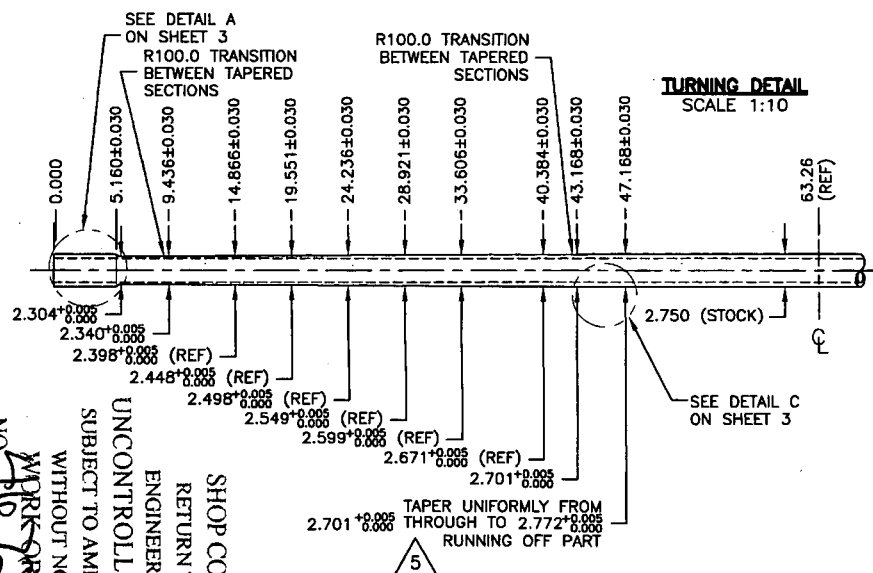 SEE DETAIL A
ON SHEET 3
R100.0 TRANSITION
BETWEEN TAPERED
SECTIONS
R100.0 TRANSITION
BETWEEN TAPERED
SECTIONS
TURNING DETAIL
SCALE 1:10
0.000
5.160±0.030
9.436±0.030
14.866±0.030
19.551±0.030
24.236±0.030
28.921±0.030
33.606±0.030
40.384±0.030
43.168±0.030
47.168±0.030
63.26
(REF)
2.304+0.005 0.000
2.340+0.005 0.000
2.398+0.005 0.000 (REF)
2.448+0.005 0.000 (REF)
2.498+0.005 0.000 (REF)
2.549+0.005 0.000 (REF)
2.599+0.005 0.000 (REF)
2.671+0.005 0.000 (REF)
2.701+0.005 0.000
2.750 (STOCK)
CL
SEE DETAIL C
ON SHEET 3
TAPER UNIFORMLY FROM
2.701 +0.005 0.000 THROUGH TO 2.772+0.005 0.000
RUNNING OFF PART
5
SHOP CO
RETURN
ENGINEER
UNCONTROLL
SUBJECT TO AM
WITHOUT NO
WORK OR
NO